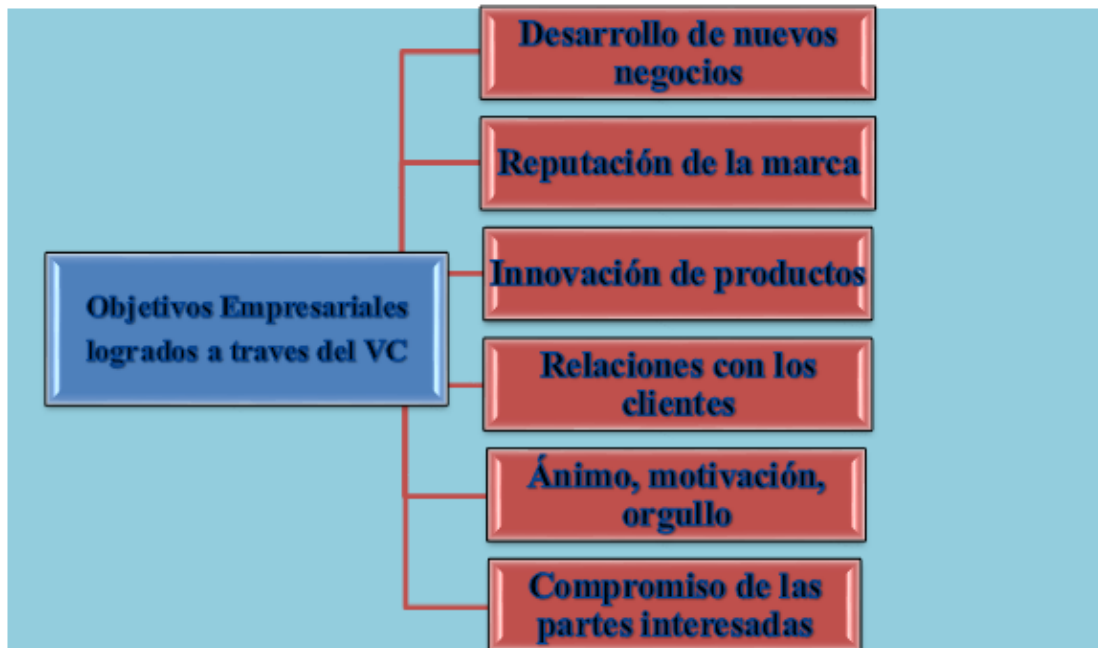 Desarrollo de nuevos
negocios
Reputación de la marca
Innovación de productos
Objetivos Empresariales
logrados a traves del VC
Relaciones con los
clientes
Ánimo, motivación,
orgullo
Compromiso de las
partes interesadas